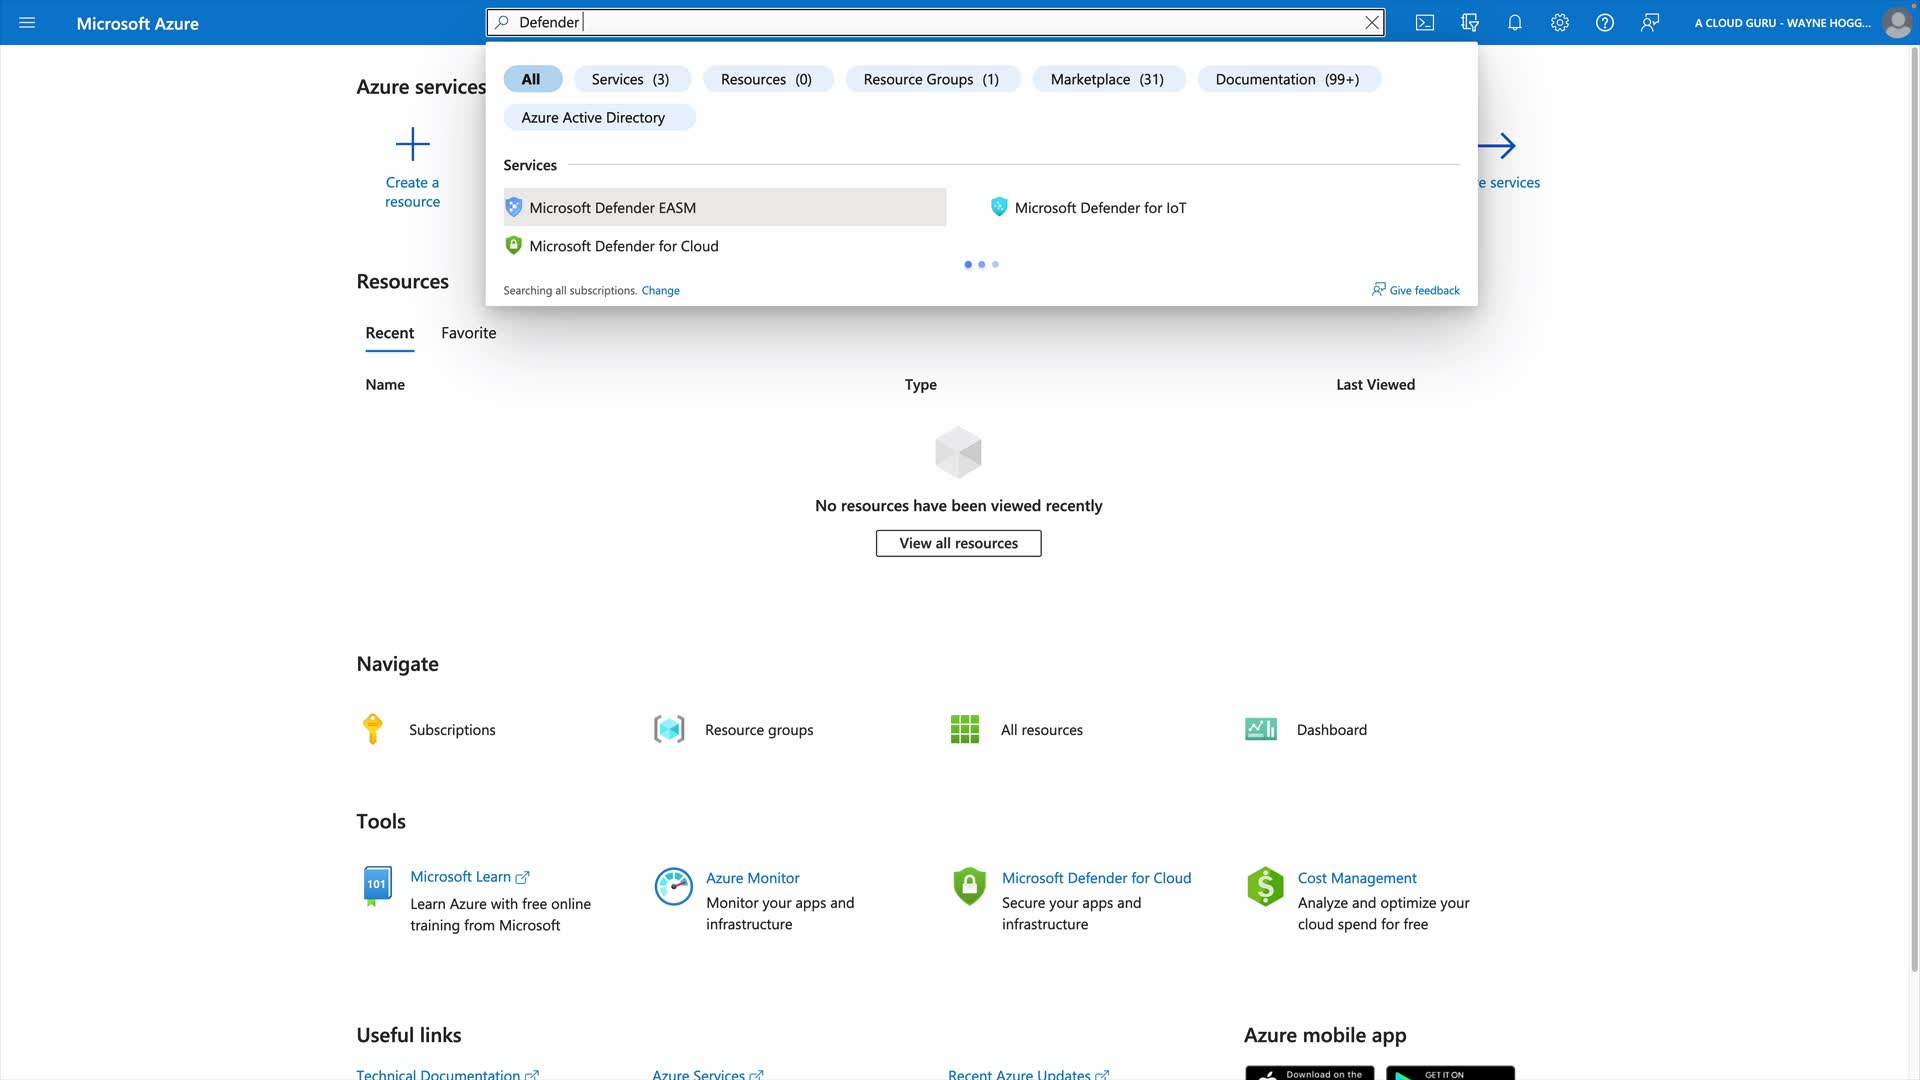 Microsoft Azure
Defender
A CLOUD GURU - WAYNE HOGG...
All
Services (3)
Resources (0)
Resource Groups (1)
Marketplace (31)
Documentation (99+)
Azure Active Directory
Services
Microsoft Defender EASM
Microsoft Defender for IoT
Microsoft Defender for Cloud
Searching all subscriptions. Change
Give feedback
Azure services
Create a
resource
services
Resources
Recent
Favorite
Name
Type
Last Viewed
No resources have been viewed recently
View all resources
Navigate
Subscriptions
Resource groups
All resources
Dashboard
Tools
101
Microsoft Learn
Learn Azure with free online
training from Microsoft
Azure Monitor
Monitor your apps and
infrastructure
Microsoft Defender for Cloud
Secure your apps and
infrastructure
Cost Management
Analyze and optimize your
cloud spend for free
Useful links
Azure mobile app
Technical Documentation
Azure Services
Recent Azure Updates
Download on the
GET IT ON